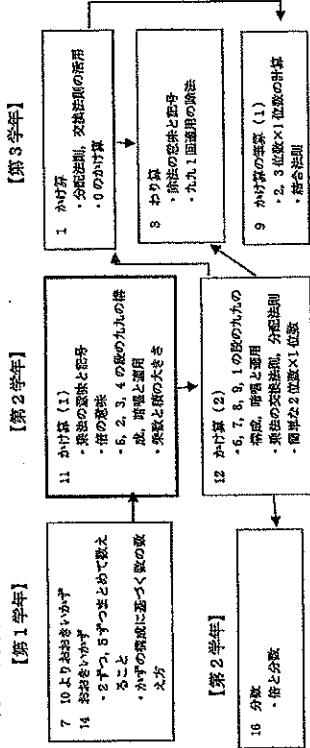 【第1学年】
7 10よりおおきいかず
14 おおきいかず
・2ずつ，5ずつまとめて数え
ること
・かずの構成に基づく数の数
え方
【第2学年】
11 かけ算（1）
・乗法の意味と記号
・倍の意味
・5，2，3，4の段の九九の構
成，暗唱と適用
・乗数と積の大きさ
12 かけ算（2）
・6，7，8，9，1の段の九九の
構成，暗唱と適用
・乗法の交換法則，分配法則
・簡単な2位数×1位数
【第2学年】
16 分数
・倍と分数
【第3学年】
1 かけ算
・分配法則，交換法則の活用
・0のかけ算
3 わり算
・除法の意味と記号
・九九1回適用の除法
9 かけ算の筆算（1）
・2，3位数×1位数の計算
・結合法則